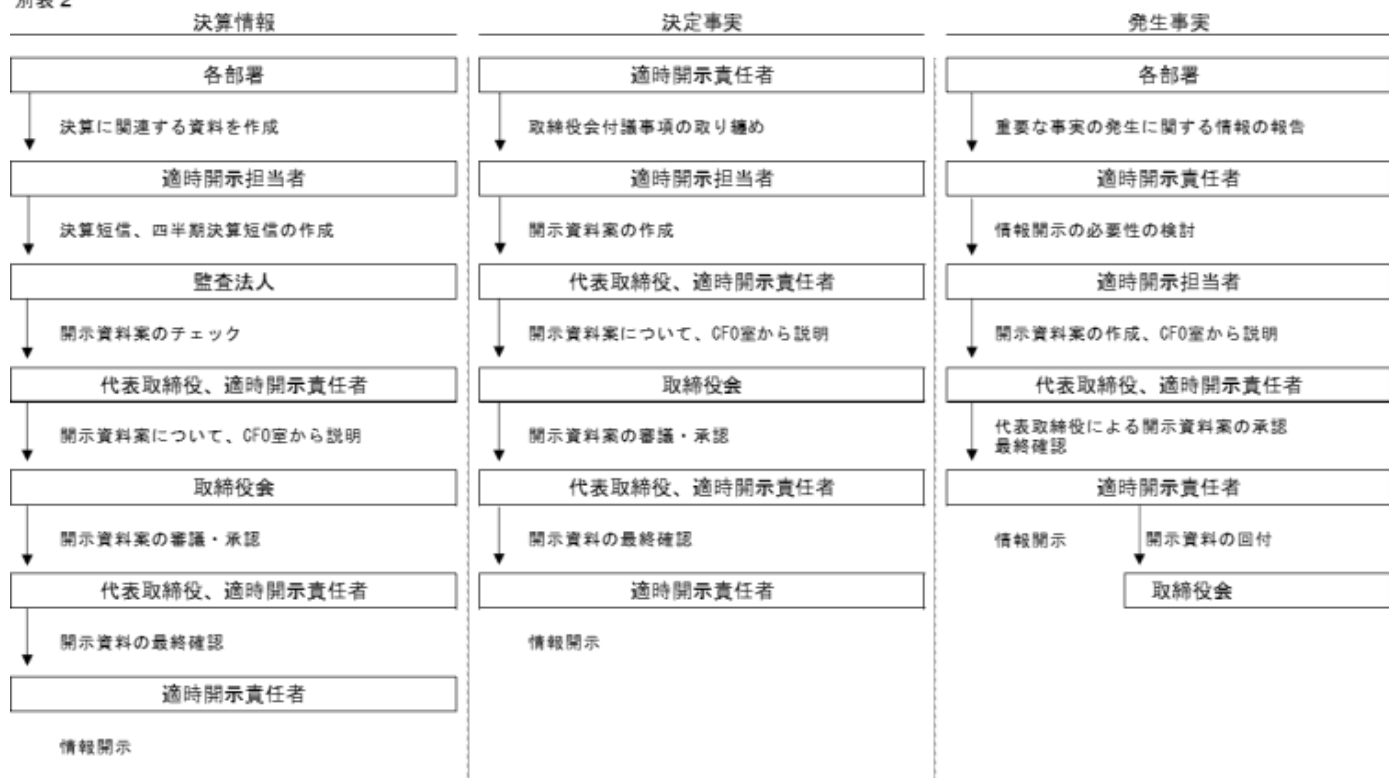 別表2
決算情報
各部署
決算に関連する資料を作成
適時開示担当者
決算短信、四半期決算短信の作成
監査法人
開示資料案のチェック
代表取締役、適時開示責任者
開示資料案について、CFO室から説明
取締役会
開示資料案の審議・承認
代表取締役、適時開示責任者
開示資料の最終確認
適時開示責任者
情報開示
決定事実
適時開示責任者
取締役会付議事項の取り纏め
適時開示担当者
開示資料案の作成
代表取締役、適時開示責任者
開示資料案について、CFO室から説明
取締役会
開示資料案の審議・承認
代表取締役、適時開示責任者
開示資料の最終確認
適時開示責任者
情報開示
発生事実
各部署
重要な事実の発生に関する情報の報告
適時開示責任者
情報開示の必要性の検討
適時開示担当者
開示資料案の作成、CFO室から説明
代表取締役、適時開示責任者
代表取締役による開示資料案の承認
最終確認
適時開示責任者
情報開示
開示資料の回付
取締役会